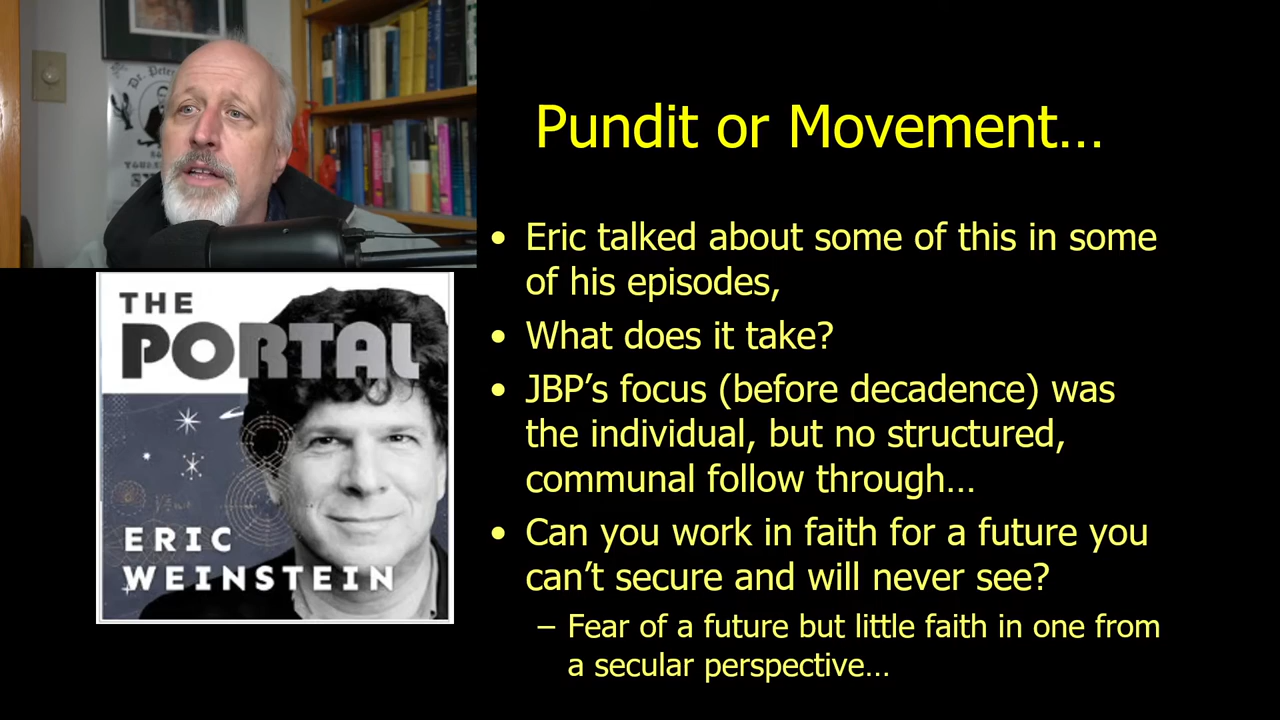 Dr. Peter
Pundit or Movement…
• Eric talked about some of this in some
of his episodes,
• What does it take?
• JBP’s focus (before decadence) was
the individual, but no structured,
communal follow through…
• Can you work in faith for a future you
can’t secure and will never see?
– Fear of a future but little faith in one from
a secular perspective…
THE
PORTAL
ERIC
WEINSTEIN